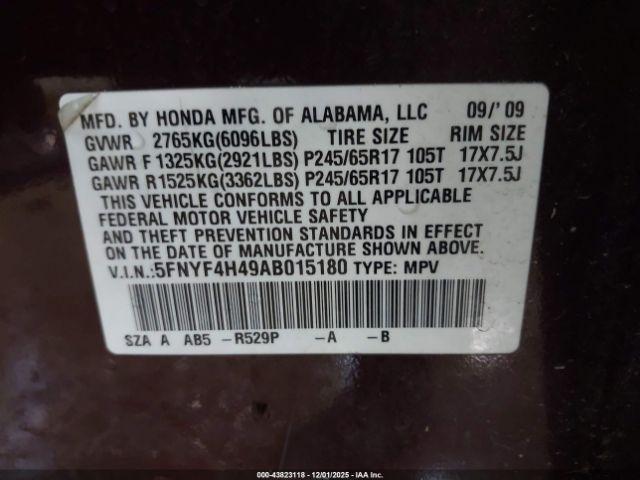 MFD. BY HONDA MFG. OF ALABAMA, LLC 09/'09
GVWR 2765KG(6096LBS) TIRE SIZE RIM SIZE
GAWR F 1325KG(2921LBS) P245/65R17 105T 17X7.5J
GAWR R1525KG(3362LBS) P245/65R17 105T 17X7.5J
THIS VEHICLE CONFORMS TO ALL APPLICABLE
FEDERAL MOTOR VEHICLE SAFETY
AND THEFT PREVENTION STANDARDS IN EFFECT
ON THE DATE OF MANUFACTURE SHOWN ABOVE.
V.I.N.:5FNYF4H49AB015180 TYPE: MPV
SZA A AB5 -R529P -A -B
000-43823118 - 12/01/2025 - IAA Inc.